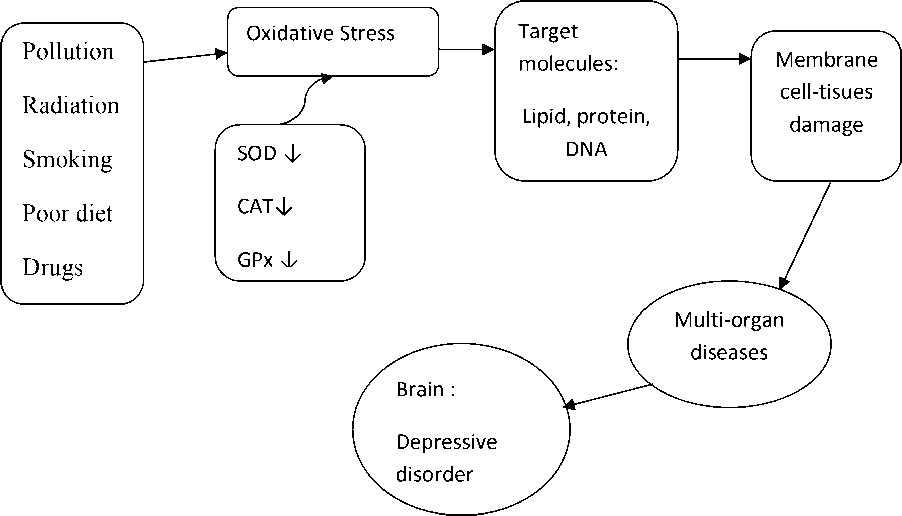 Pollution
Radiation
Smoking
Poor diet
Drugs
Oxidative Stress
SOD ↓
CAT↓
GPx ↓
Target
molecules:
Lipid, protein,
DNA
Membrane
cell-tisues
damage
Multi-organ
diseases
Brain :
Depressive
disorder